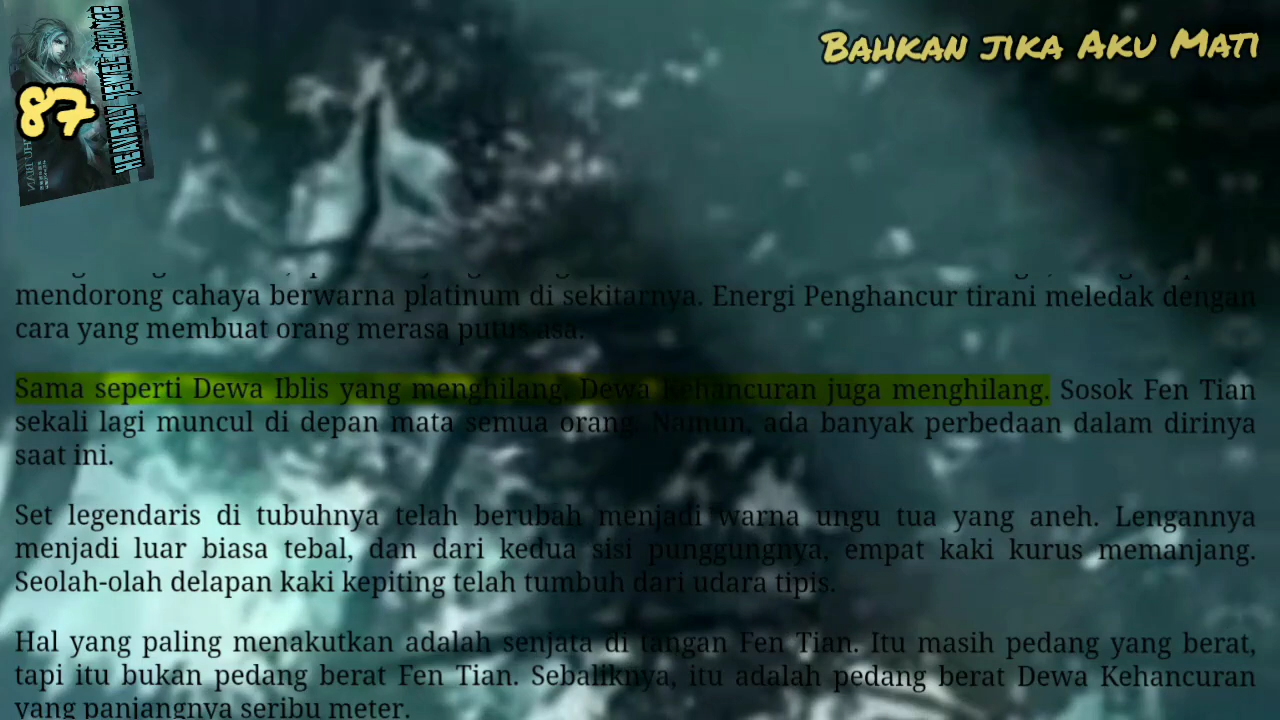 Bahkan jika Aku Mati
87
HEAVENLY JEWEL CHANGE
mendorong cahaya berwarna platinum di sekitarnya. Energi Penghancur tirani meledak dengan
cara yang membuat orang merasa putus asa.
Sama seperti Dewa Iblis yang menghilang. Dewa Kehancuran juga menghilang. Sosok Fen Tian
sekali lagi muncul di depan mata semua orang. Namun, ada banyak perbedaan dalam dirinya
saat ini.
Set legendaris di tubuhnya telah berubah menjadi warna ungu tua yang aneh. Lengannya
menjadi luar biasa tebal, dan dari kedua sisi punggungnya, empat kaki kurus memanjang.
Seolah-olah delapan kaki kepiting telah tumbuh dari udara tipis.
Hal yang paling menakutkan adalah senjata di tangan Fen Tian. Itu masih pedang yang berat,
tapi itu bukan pedang berat Fen Tian. Sebaliknya, itu adalah pedang berat Dewa Kehancuran
yang panjangnya seribu meter.